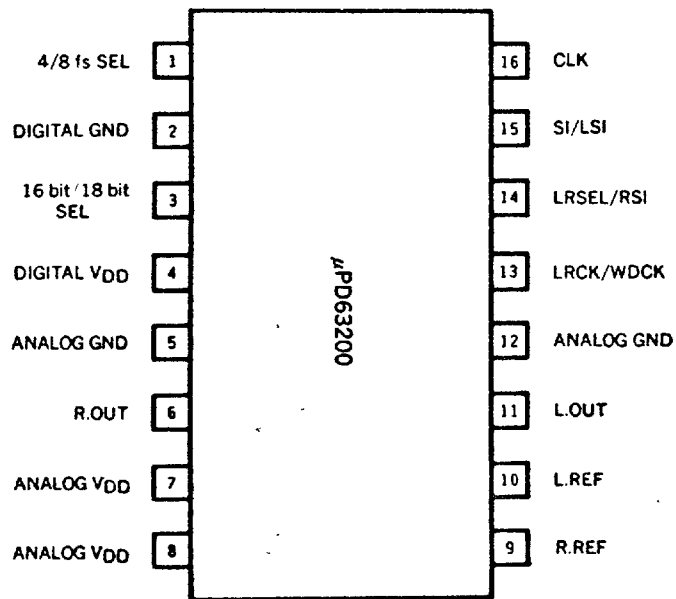 4/8 fs SEL 1
DIGITAL GND 2
16 bit/18 bit
SEL 3
DIGITAL VDD 4
ANALOG GND 5
R.OUT 6
ANALOG VDD 7
ANALOG VDD 8
μPD63200
16 CLK
15 SI/LSI
14 LRSEL/RSI
13 LRCK/WDCK
12 ANALOG GND
11 L.OUT
10 L.REF
9 R.REF